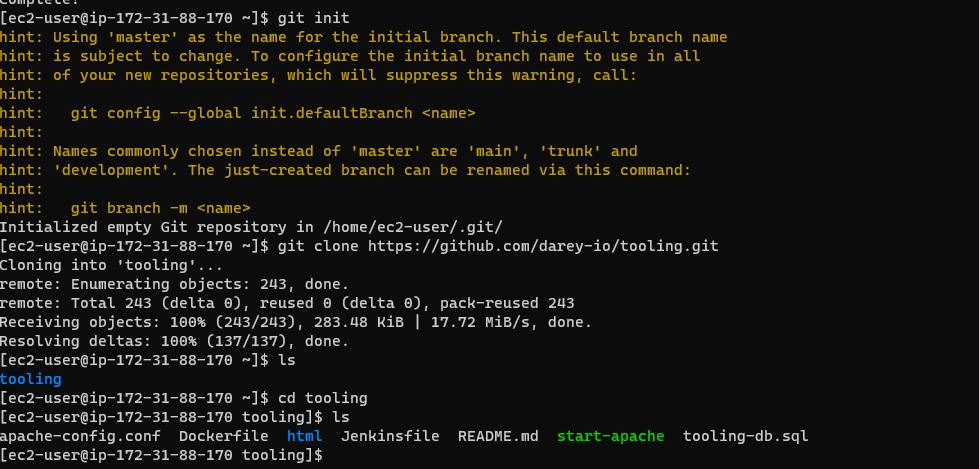 Complete!
[ec2-user@ip-172-31-88-170 ~]$ git init
hint: Using 'master' as the name for the initial branch. This default branch name
hint: is subject to change. To configure the initial branch name to use in all
hint: of your new repositories, which will suppress this warning, call:
hint:
hint:   git config --global init.defaultBranch <name>
hint:
hint: Names commonly chosen instead of 'master' are 'main', 'trunk' and
hint: 'development'. The just-created branch can be renamed via this command:
hint:
hint:   git branch -m <name>
Initialized empty Git repository in /home/ec2-user/.git/
[ec2-user@ip-172-31-88-170 ~]$ git clone https://github.com/darey-io/tooling.git
Cloning into 'tooling'...
remote: Enumerating objects: 243, done.
remote: Total 243 (delta 0), reused 0 (delta 0), pack-reused 243
Receiving objects: 100% (243/243), 283.48 KiB | 17.72 MiB/s, done.
Resolving deltas: 100% (137/137), done.
[ec2-user@ip-172-31-88-170 ~]$ ls
tooling
[ec2-user@ip-172-31-88-170 ~]$ cd tooling
[ec2-user@ip-172-31-88-170 tooling]$ ls
apache-config.conf  Dockerfile  html  Jenkinsfile  README.md  start-apache  tooling-db.sql
[ec2-user@ip-172-31-88-170 tooling]$